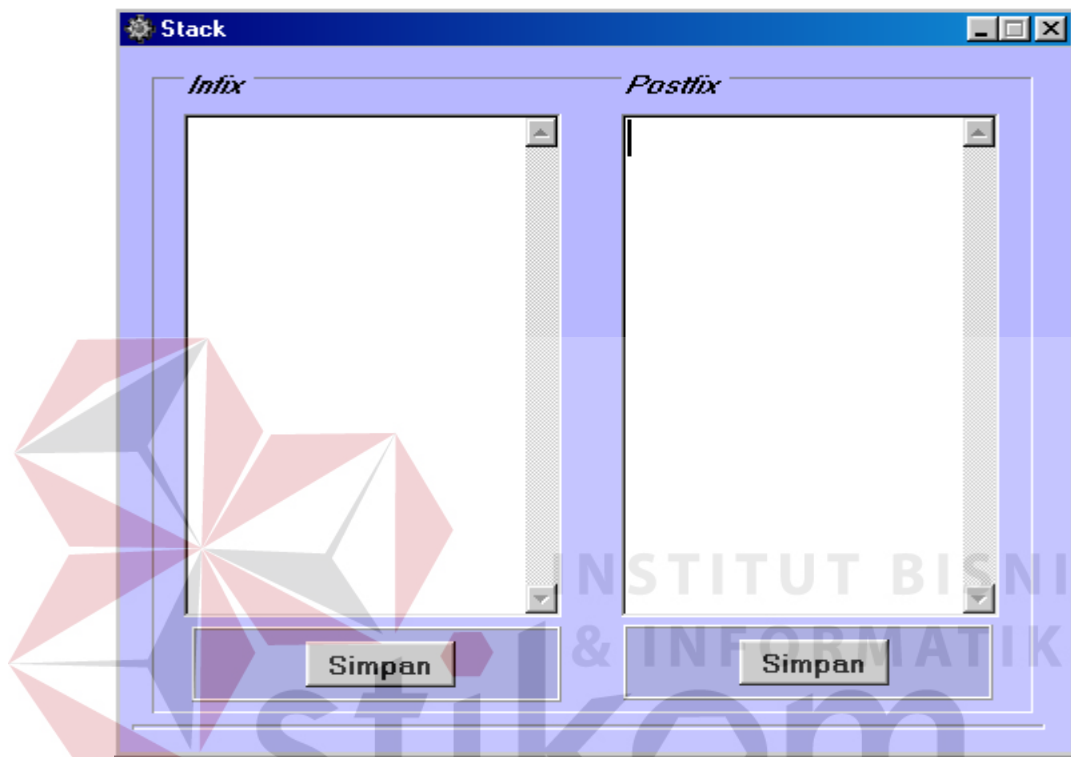 Stack
Infix
Postfix
Simpan
Simpan
INSTITUT BISNI
& INFORMATIK
stikom